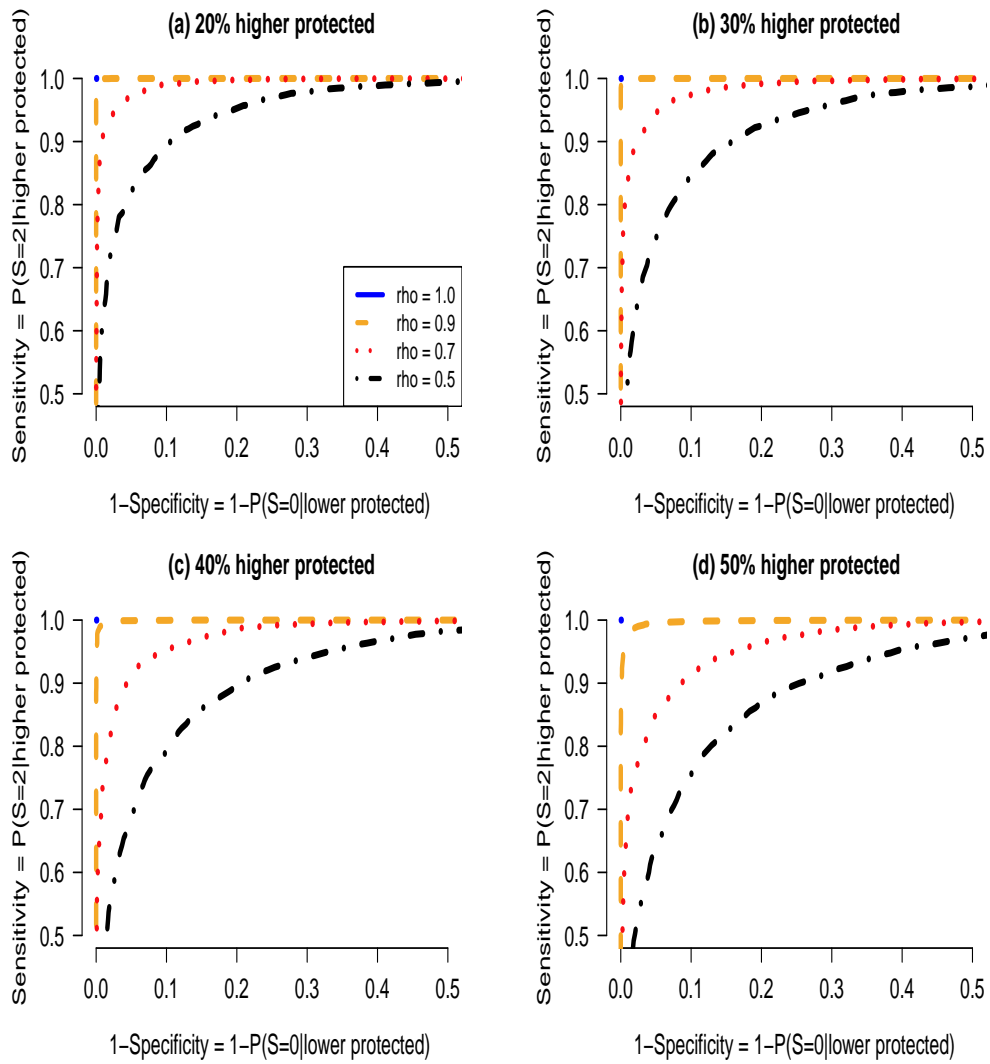 (a) 20% higher protected
Sensitivity = P(S=2|higher protected)
1.0
0.9
0.8
0.7
0.6
0.5
rho = 1.0
rho = 0.9
rho = 0.7
rho = 0.5
0.0 0.1 0.2 0.3 0.4 0.5
1−Specificity = 1−P(S=0|lower protected)
(b) 30% higher protected
Sensitivity = P(S=2|higher protected)
1.0
0.9
0.8
0.7
0.6
0.5
0.0 0.1 0.2 0.3 0.4 0.5
1−Specificity = 1−P(S=0|lower protected)
(c) 40% higher protected
Sensitivity = P(S=2|higher protected)
1.0
0.9
0.8
0.7
0.6
0.5
0.0 0.1 0.2 0.3 0.4 0.5
1−Specificity = 1−P(S=0|lower protected)
(d) 50% higher protected
Sensitivity = P(S=2|higher protected)
1.0
0.9
0.8
0.7
0.6
0.5
0.0 0.1 0.2 0.3 0.4 0.5
1−Specificity = 1−P(S=0|lower protected)